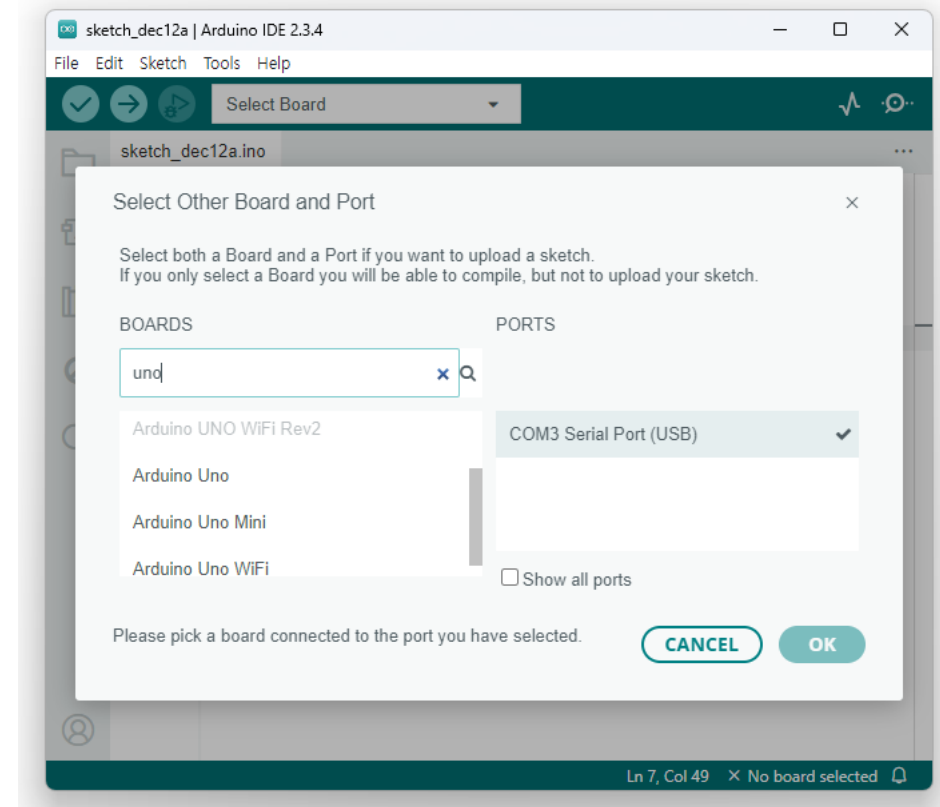 sketch_dec12a | Arduino IDE 2.3.4
File Edit Sketch Tools Help
Select Board
sketch_dec12a.ino
Select Other Board and Port
Select both a Board and a Port if you want to upload a sketch.
If you only select a Board you will be able to compile, but not to upload your sketch.
BOARDS
PORTS
uno
Arduino UNO WiFi Rev2
COM3 Serial Port (USB)
Arduino Uno
Arduino Uno Mini
Arduino Uno WiFi
Show all ports
Please pick a board connected to the port you have selected.
CANCEL
OK
Ln 7, Col 49 × No board selected